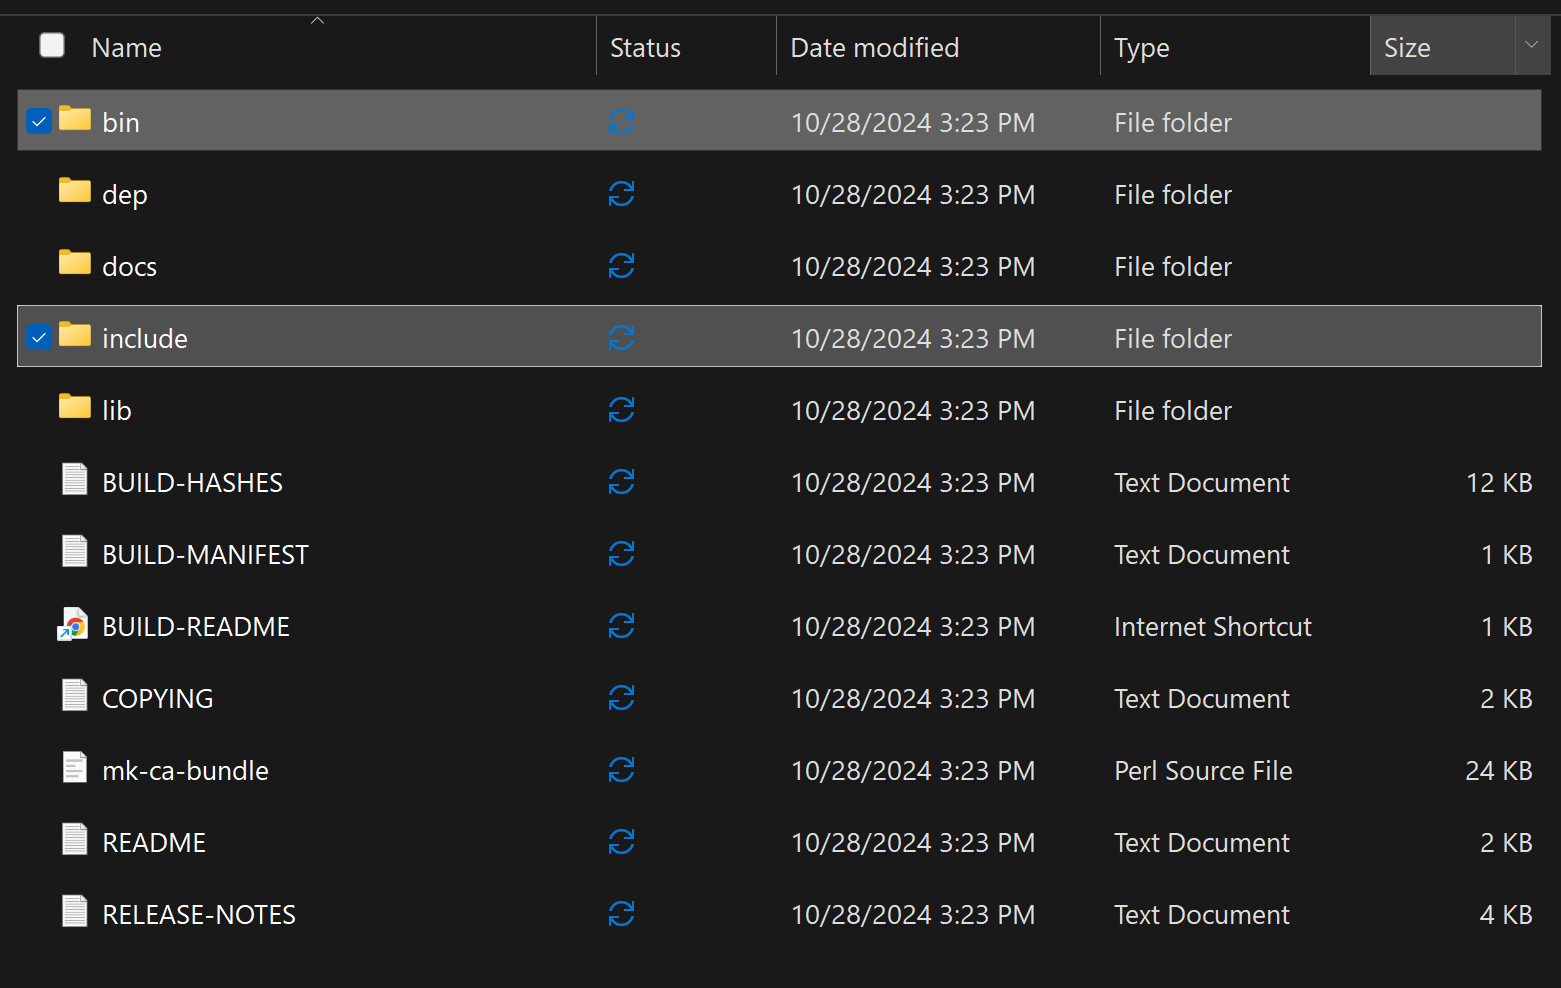 Name Status Date modified Type Size
bin 10/28/2024 3:23 PM File folder
dep 10/28/2024 3:23 PM File folder
docs 10/28/2024 3:23 PM File folder
include 10/28/2024 3:23 PM File folder
lib 10/28/2024 3:23 PM File folder
BUILD-HASHES 10/28/2024 3:23 PM Text Document 12 KB
BUILD-MANIFEST 10/28/2024 3:23 PM Text Document 1 KB
BUILD-README 10/28/2024 3:23 PM Internet Shortcut 1 KB
COPYING 10/28/2024 3:23 PM Text Document 2 KB
mk-ca-bundle 10/28/2024 3:23 PM Perl Source File 24 KB
README 10/28/2024 3:23 PM Text Document 2 KB
RELEASE-NOTES 10/28/2024 3:23 PM Text Document 4 KB